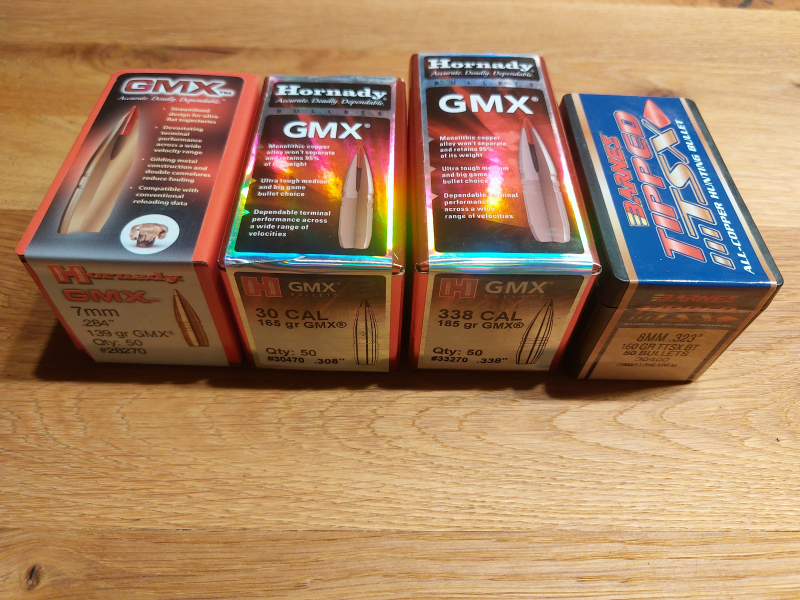 GMX™
Accurate. Deadly. Dependable.™
• Streamlined
design for ultra-
flat trajectories
• Devastating
terminal
performance
across a wide
velocity range
• Gilding metal
construction and
double cannelures
reduce fouling
• Compatible with
conventional
reloading data
Hornady
GMX
7mm
.284"
139 gr GMX®
Qty: 50
#28270
Hornady
Accurate. Deadly. Dependable.
BULLETS
GMX®
Monolithic copper
alloy won't separate
and retains 95%
of its weight
Ultra tough medium
and big game
bullet choice
Dependable terminal
performance across
a wide range of
velocities
H GMX®
BULLETS
30 CAL
165 gr GMX®
Qty: 50
#30470 .308"
Hornady
Accurate. Deadly. Dependable.
BULLETS
GMX®
Monolithic copper
alloy won't separate
and retains 95%
of its weight
Ultra tough medium
and big game
bullet choice
Dependable terminal
performance
across a wide
range of velocities
H GMX
338 CAL
185 gr GMX®
Qty: 50
#33270 .338"
BARNES
TIPPED
TSX
ALL-COPPER HUNTING BULLET
BARNES
8MM .323"
160 GR TTSX BT
50 BULLETS